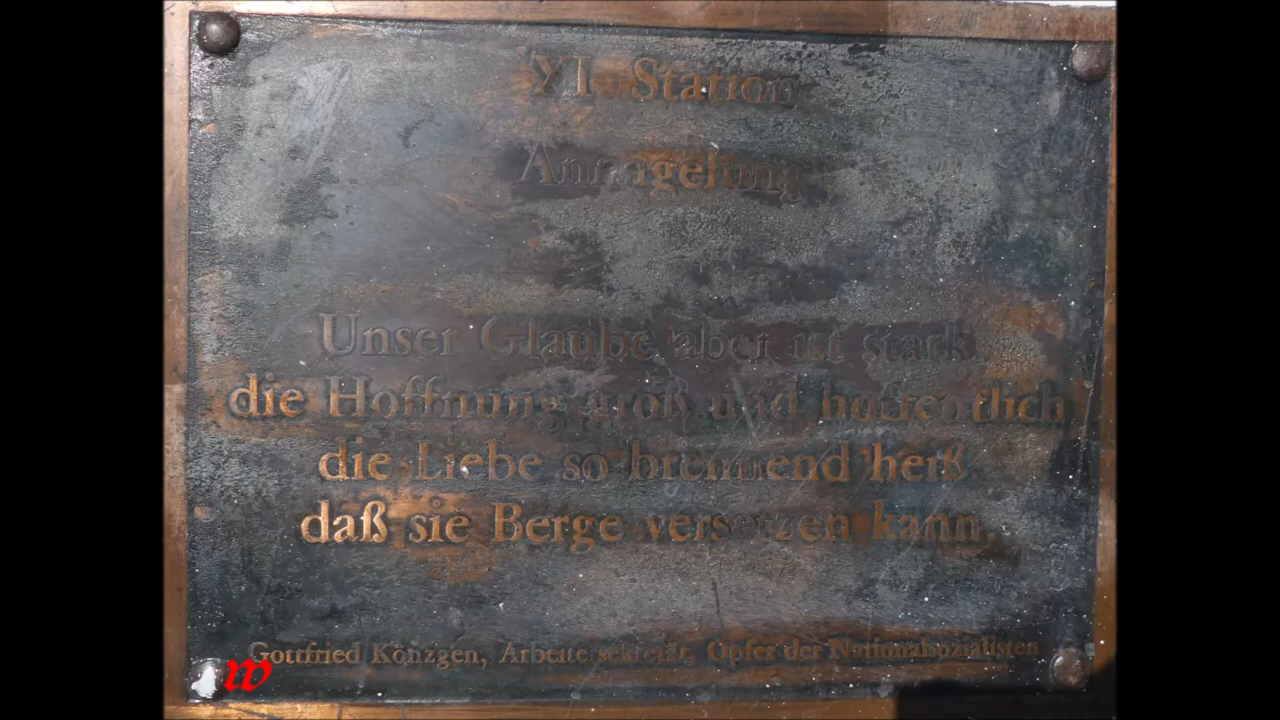 XI. Station
Annagelung
Unser Glaube aber ist stark
die Hoffnung groß und hoffentlich
die Liebe so brennend heiß
daß sie Berge versetzen kann.
Gottfried Könzgen, Arbeitersekretär, Opfer der Nationalsozialisten
w